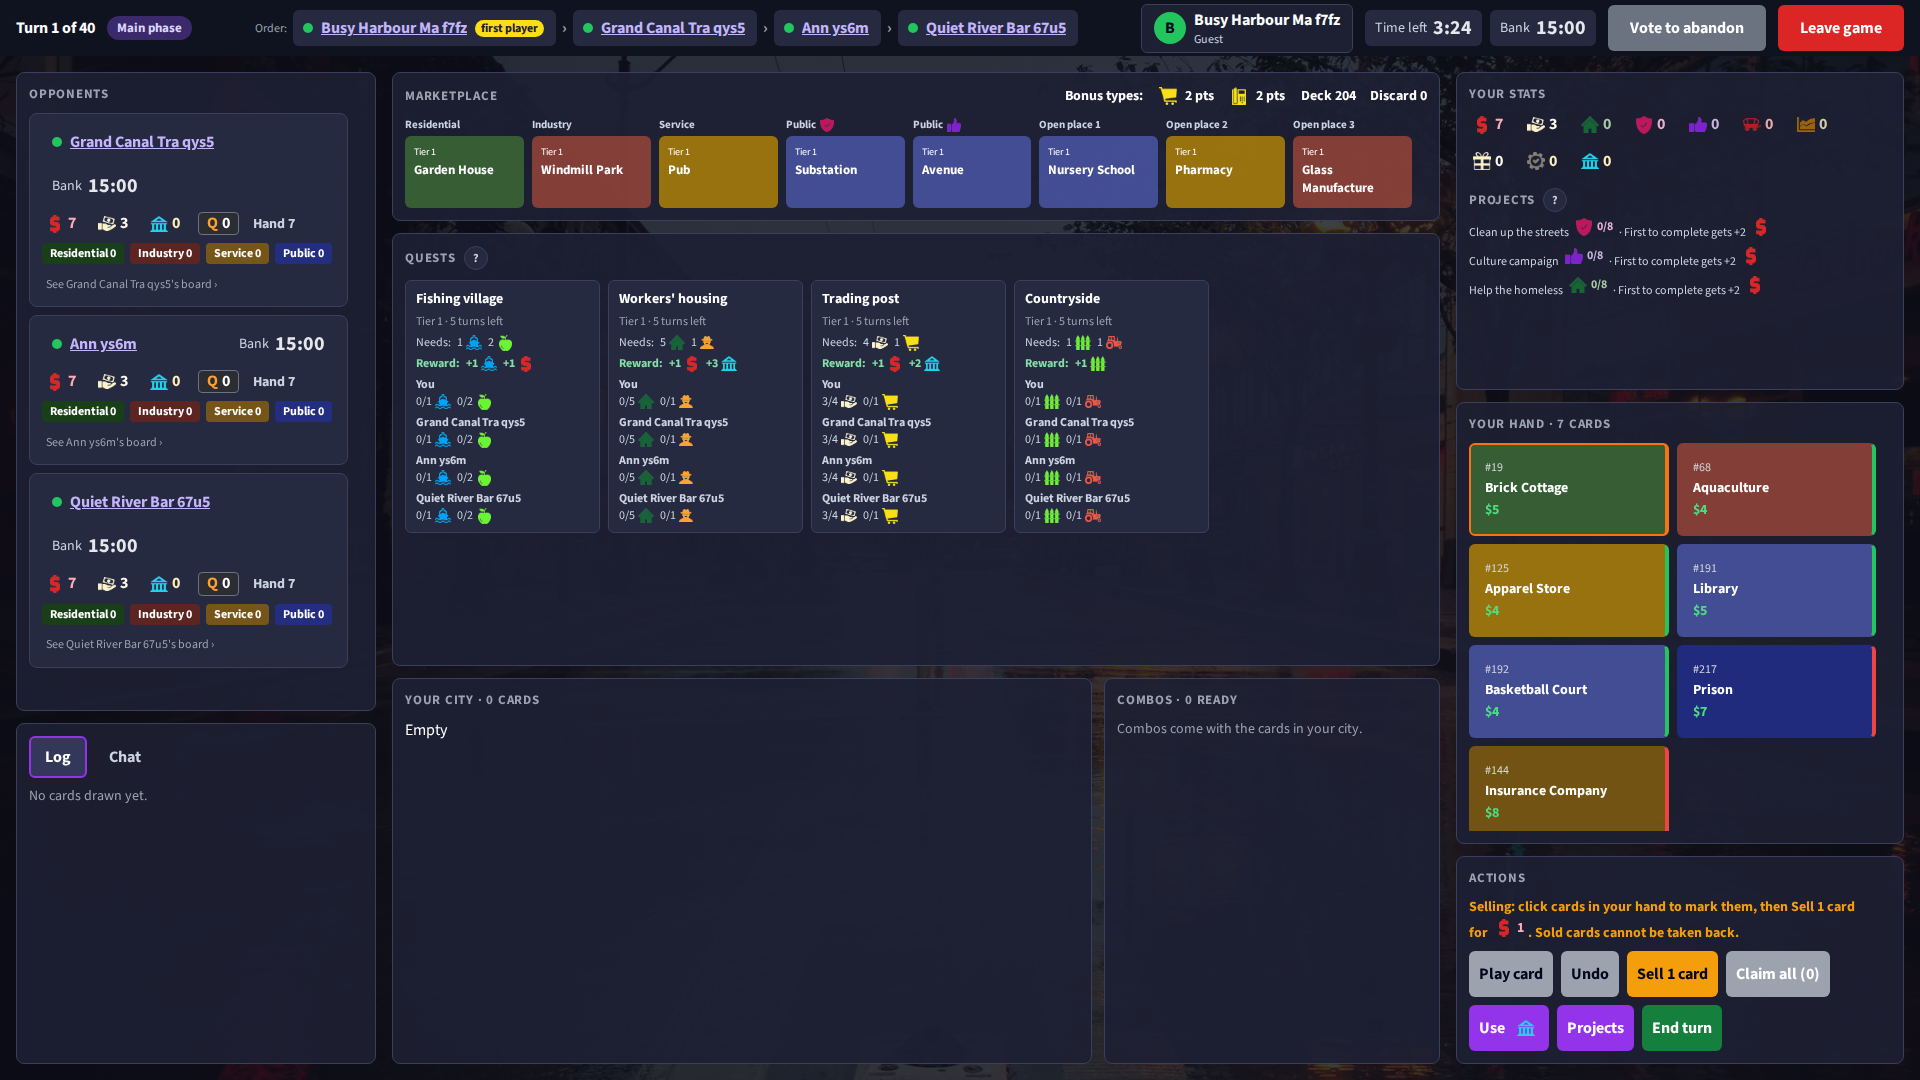 Turn 1 of 40
Main phase
Order:
Busy Harbour Ma f7fz
first player
›
Grand Canal Tra qys5
›
Ann ys6m
›
Quiet River Bar 67u5
B
Busy Harbour Ma f7fz
Guest
Time left 3:24
Bank 15:00
Vote to abandon
Leave game
OPPONENTS
Grand Canal Tra qys5
Bank 15:00
7 3 0 Q 0 Hand 7
Residential 0 Industry 0 Service 0 Public 0
See Grand Canal Tra qys5's board ›
Ann ys6m
Bank 15:00
7 3 0 Q 0 Hand 7
Residential 0 Industry 0 Service 0 Public 0
See Ann ys6m's board ›
Quiet River Bar 67u5
Bank 15:00
7 3 0 Q 0 Hand 7
Residential 0 Industry 0 Service 0 Public 0
See Quiet River Bar 67u5's board ›
Log
Chat
No cards drawn yet.
MARKETPLACE
Bonus types: 2 pts 2 pts Deck 204 Discard 0
Residential
Tier 1
Garden House
Industry
Tier 1
Windmill Park
Service
Tier 1
Pub
Public
Tier 1
Substation
Public
Tier 1
Avenue
Open place 1
Tier 1
Nursery School
Open place 2
Tier 1
Pharmacy
Open place 3
Tier 1
Glass
Manufacture
QUESTS ?
Fishing village
Tier 1 · 5 turns left
Needs: 1 2
Reward: +1 +1
You
0/1 0/2
Grand Canal Tra qys5
0/1 0/2
Ann ys6m
0/1 0/2
Quiet River Bar 67u5
0/1 0/2
Workers' housing
Tier 1 · 5 turns left
Needs: 5 1
Reward: +1 +3
You
0/5 0/1
Grand Canal Tra qys5
0/5 0/1
Ann ys6m
0/5 0/1
Quiet River Bar 67u5
0/5 0/1
Trading post
Tier 1 · 5 turns left
Needs: 4 1
Reward: +1 +2
You
3/4 0/1
Grand Canal Tra qys5
3/4 0/1
Ann ys6m
3/4 0/1
Quiet River Bar 67u5
3/4 0/1
Countryside
Tier 1 · 5 turns left
Needs: 1 1
Reward: +1
You
0/1 0/1
Grand Canal Tra qys5
0/1 0/1
Ann ys6m
0/1 0/1
Quiet River Bar 67u5
0/1 0/1
YOUR CITY · 0 CARDS
Empty
COMBOS · 0 READY
Combos come with the cards in your city.
YOUR STATS
7 3 0 0 0 0 0
0 0 0
PROJECTS ?
Clean up the streets 0/8 · First to complete gets +2
Culture campaign 0/8 · First to complete gets +2
Help the homeless 0/8 · First to complete gets +2
YOUR HAND · 7 CARDS
#19
Brick Cottage
$5
#68
Aquaculture
$4
#125
Apparel Store
$4
#191
Library
$5
#192
Basketball Court
$4
#217
Prison
$7
#144
Insurance Company
$8
ACTIONS
Selling: click cards in your hand to mark them, then Sell 1 card
for 1 . Sold cards cannot be taken back.
Play card
Undo
Sell 1 card
Claim all (0)
Use
Projects
End turn